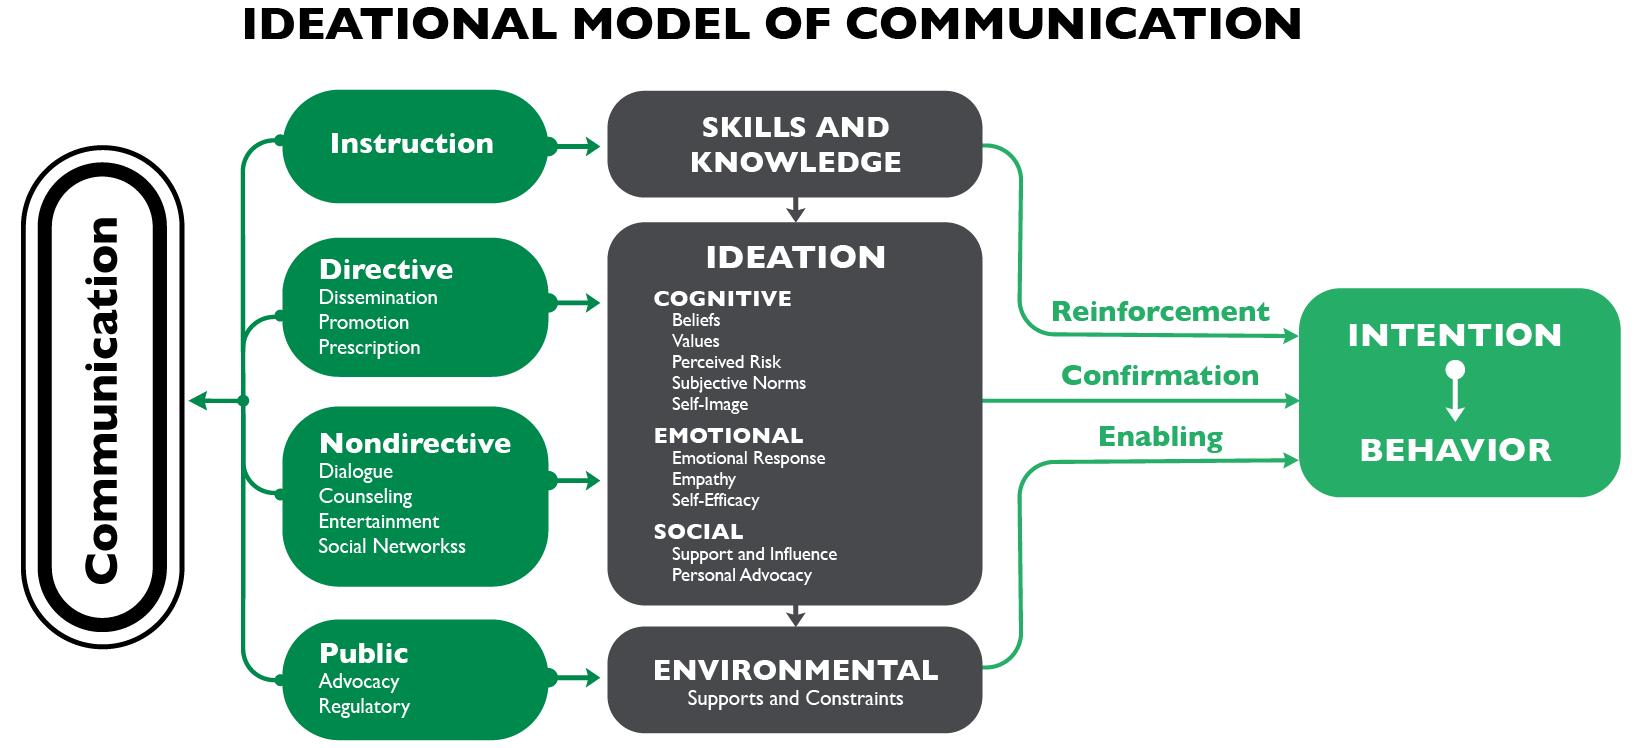 IDEATIONAL MODEL OF COMMUNICATION
Communication
Instruction
Directive
Dissemination
Promotion
Prescription
Nondirective
Dialogue
Counseling
Entertainment
Social Networkss
Public
Advocacy
Regulatory
SKILLS AND
KNOWLEDGE
IDEATION
COGNITIVE
Beliefs
Values
Perceived Risk
Subjective Norms
Self-Image
EMOTIONAL
Emotional Response
Empathy
Self-Efficacy
SOCIAL
Support and Influence
Personal Advocacy
ENVIRONMENTAL
Supports and Constraints
Reinforcement
Confirmation
Enabling
INTENTION
BEHAVIOR